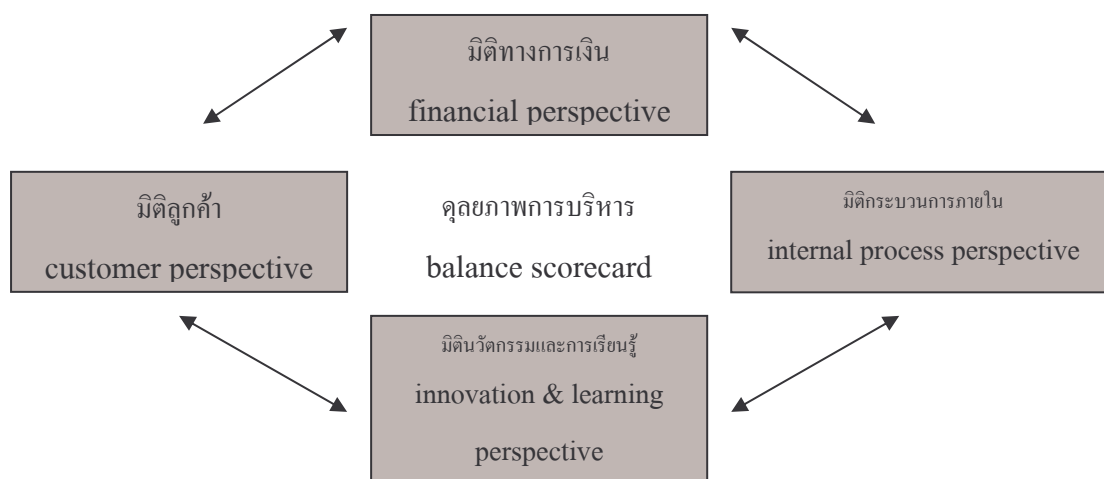 มิติทางการเงิน
financial perspective
มิติลูกค้า
customer perspective
ดุลยภาพการบริหาร
balance scorecard
มิติกระบวนการภายใน
internal process perspective
มิตินวัตกรรมและการเรียนรู้
innovation & learning
perspective